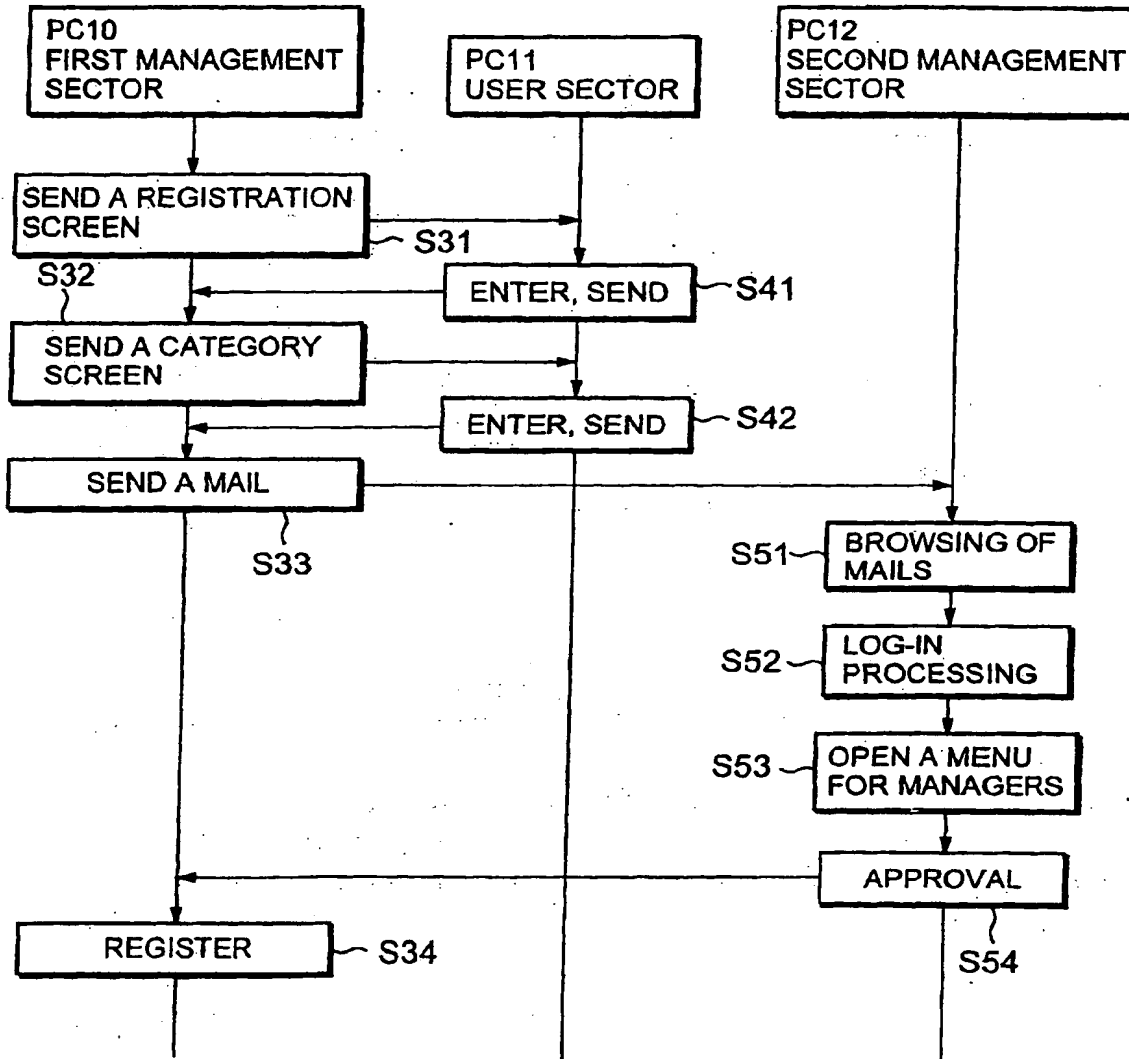 PC10
FIRST MANAGEMENT
SECTOR
PC11
USER SECTOR
PC12
SECOND MANAGEMENT
SECTOR
SEND A REGISTRATION
SCREEN
S31
S32
ENTER, SEND
S41
SEND A CATEGORY
SCREEN
ENTER, SEND
S42
SEND A MAIL
S33
S51
BROWSING OF
MAILS
S52
LOG-IN
PROCESSING
S53
OPEN A MENU
FOR MANAGERS
APPROVAL
S54
REGISTER
S34